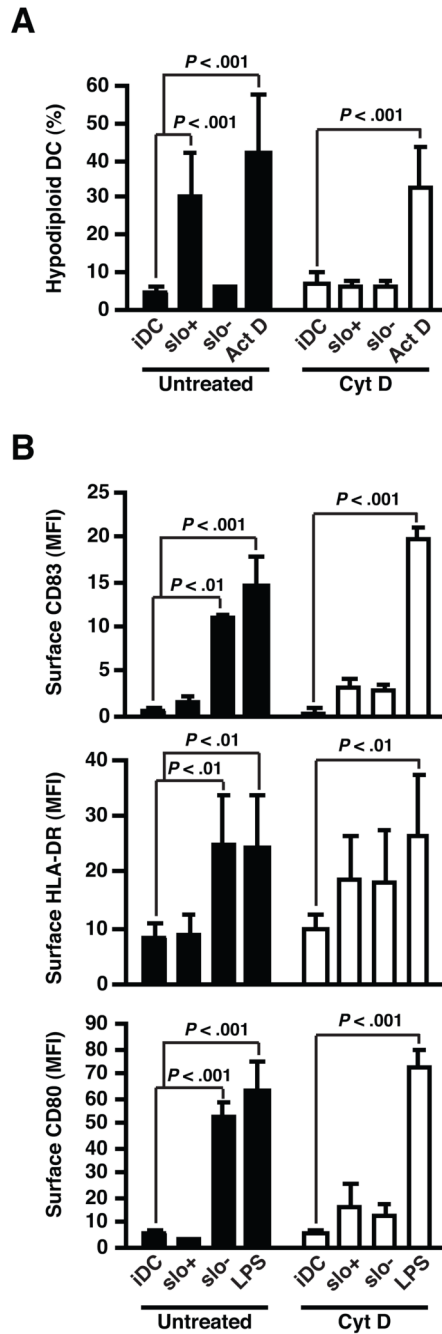 A
Hypodiploid DC (%)
60
50
40
30
20
10
0
P < .001
P < .001
P < .001
iDC slo+ slo- Act D iDC slo+ slo- Act D
Untreated Cyt D
B
Surface CD83 (MFI)
25
20
15
10
5
0
P < .001
P < .01
P < .001
Surface HLA-DR (MFI)
40
30
20
10
0
P < .01
P < .01
P < .01
Surface CD80 (MFI)
90
80
70
60
50
40
30
20
10
0
P < .001
P < .001
P < .001
iDC slo+ slo- LPS iDC slo+ slo- LPS
Untreated Cyt D